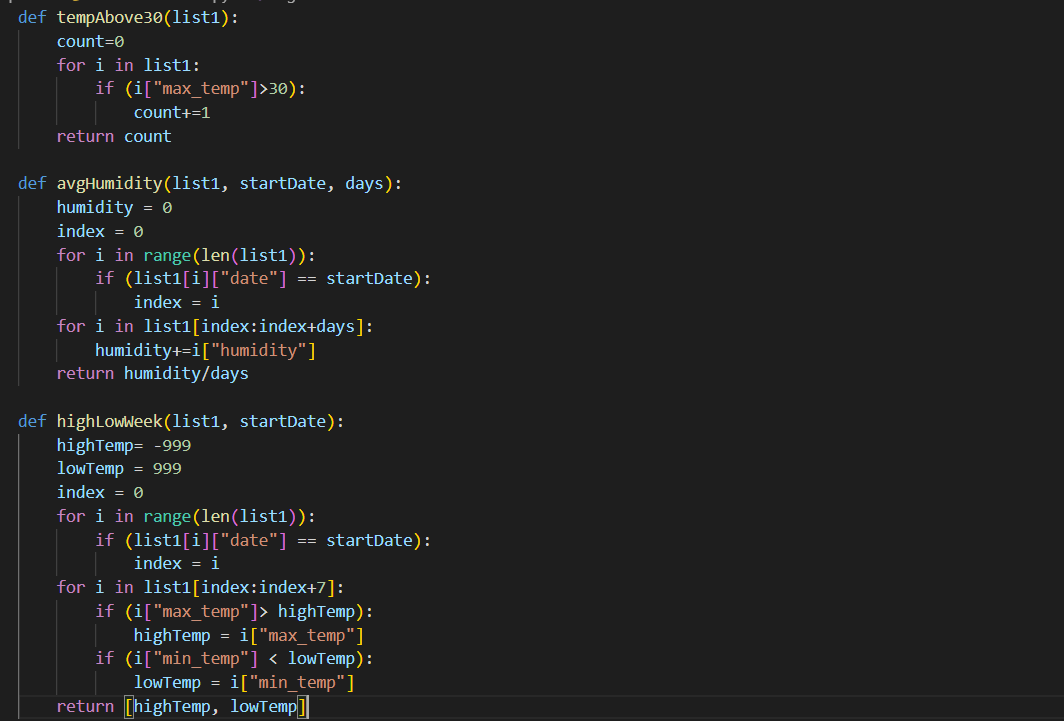 def tempAbove30(list1):
    count=0
    for i in list1:
        if (i["max_temp"]>30):
            count+=1
    return count

def avgHumidity(list1, startDate, days):
    humidity = 0
    index = 0
    for i in range(len(list1)):
        if (list1[i]["date"] == startDate):
            index = i
    for i in list1[index:index+days]:
        humidity+=i["humidity"]
    return humidity/days

def highLowWeek(list1, startDate):
    highTemp= -999
    lowTemp = 999
    index = 0
    for i in range(len(list1)):
        if (list1[i]["date"] == startDate):
            index = i
    for i in list1[index:index+7]:
        if (i["max_temp"]> highTemp):
            highTemp = i["max_temp"]
        if (i["min_temp"] < lowTemp):
            lowTemp = i["min_temp"]
    return [highTemp, lowTemp]